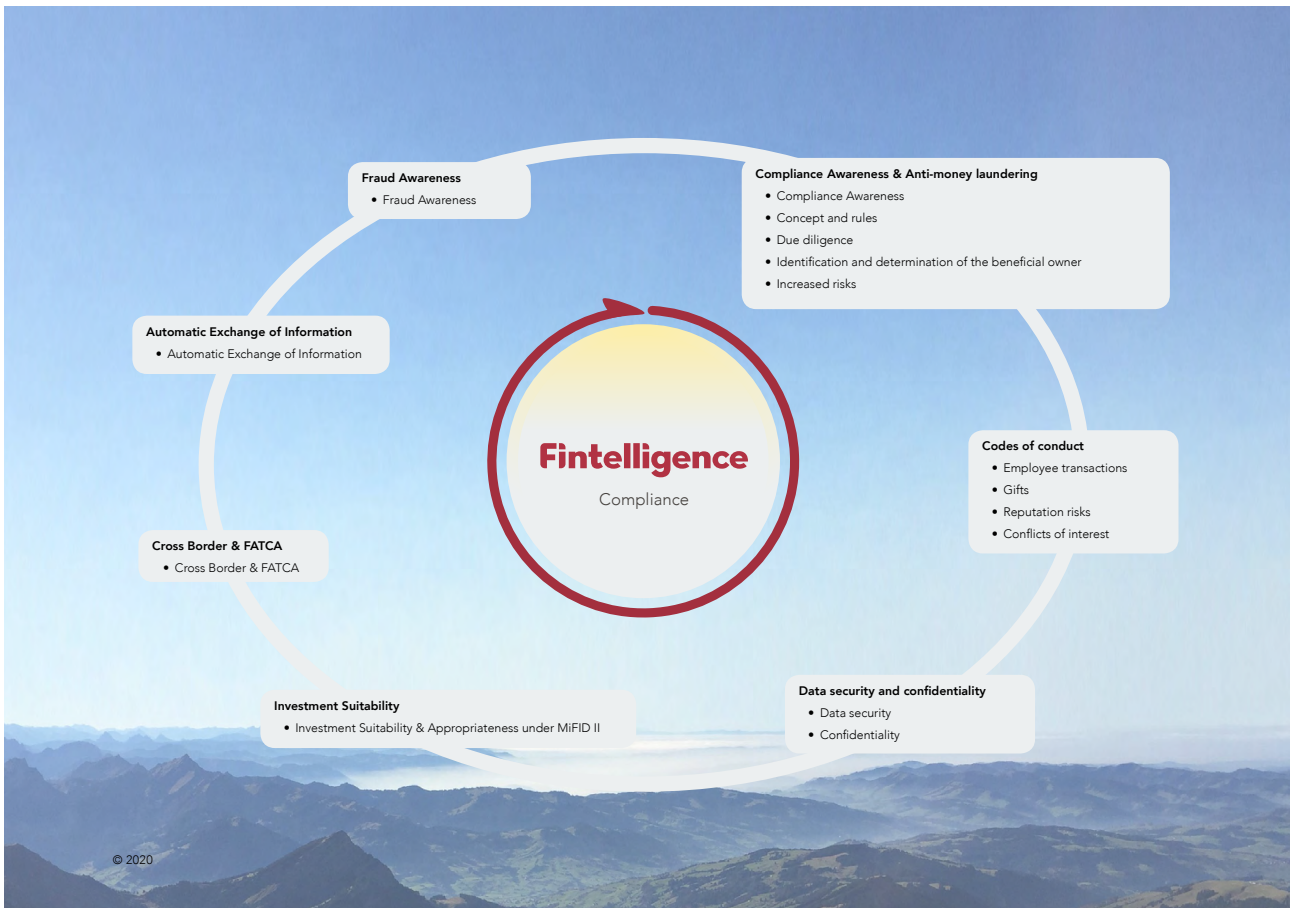 Fraud Awareness
• Fraud Awareness
Compliance Awareness & Anti-money laundering
• Compliance Awareness
• Concept and rules
• Due diligence
• Identification and determination of the beneficial owner
• Increased risks
Automatic Exchange of Information
• Automatic Exchange of Information
Fintelligence
Compliance
Codes of conduct
• Employee transactions
• Gifts
• Reputation risks
• Conflicts of interest
Cross Border & FATCA
• Cross Border & FATCA
Investment Suitability
• Investment Suitability & Appropriateness under MiFID II
Data security and confidentiality
• Data security
• Confidentiality
© 2020